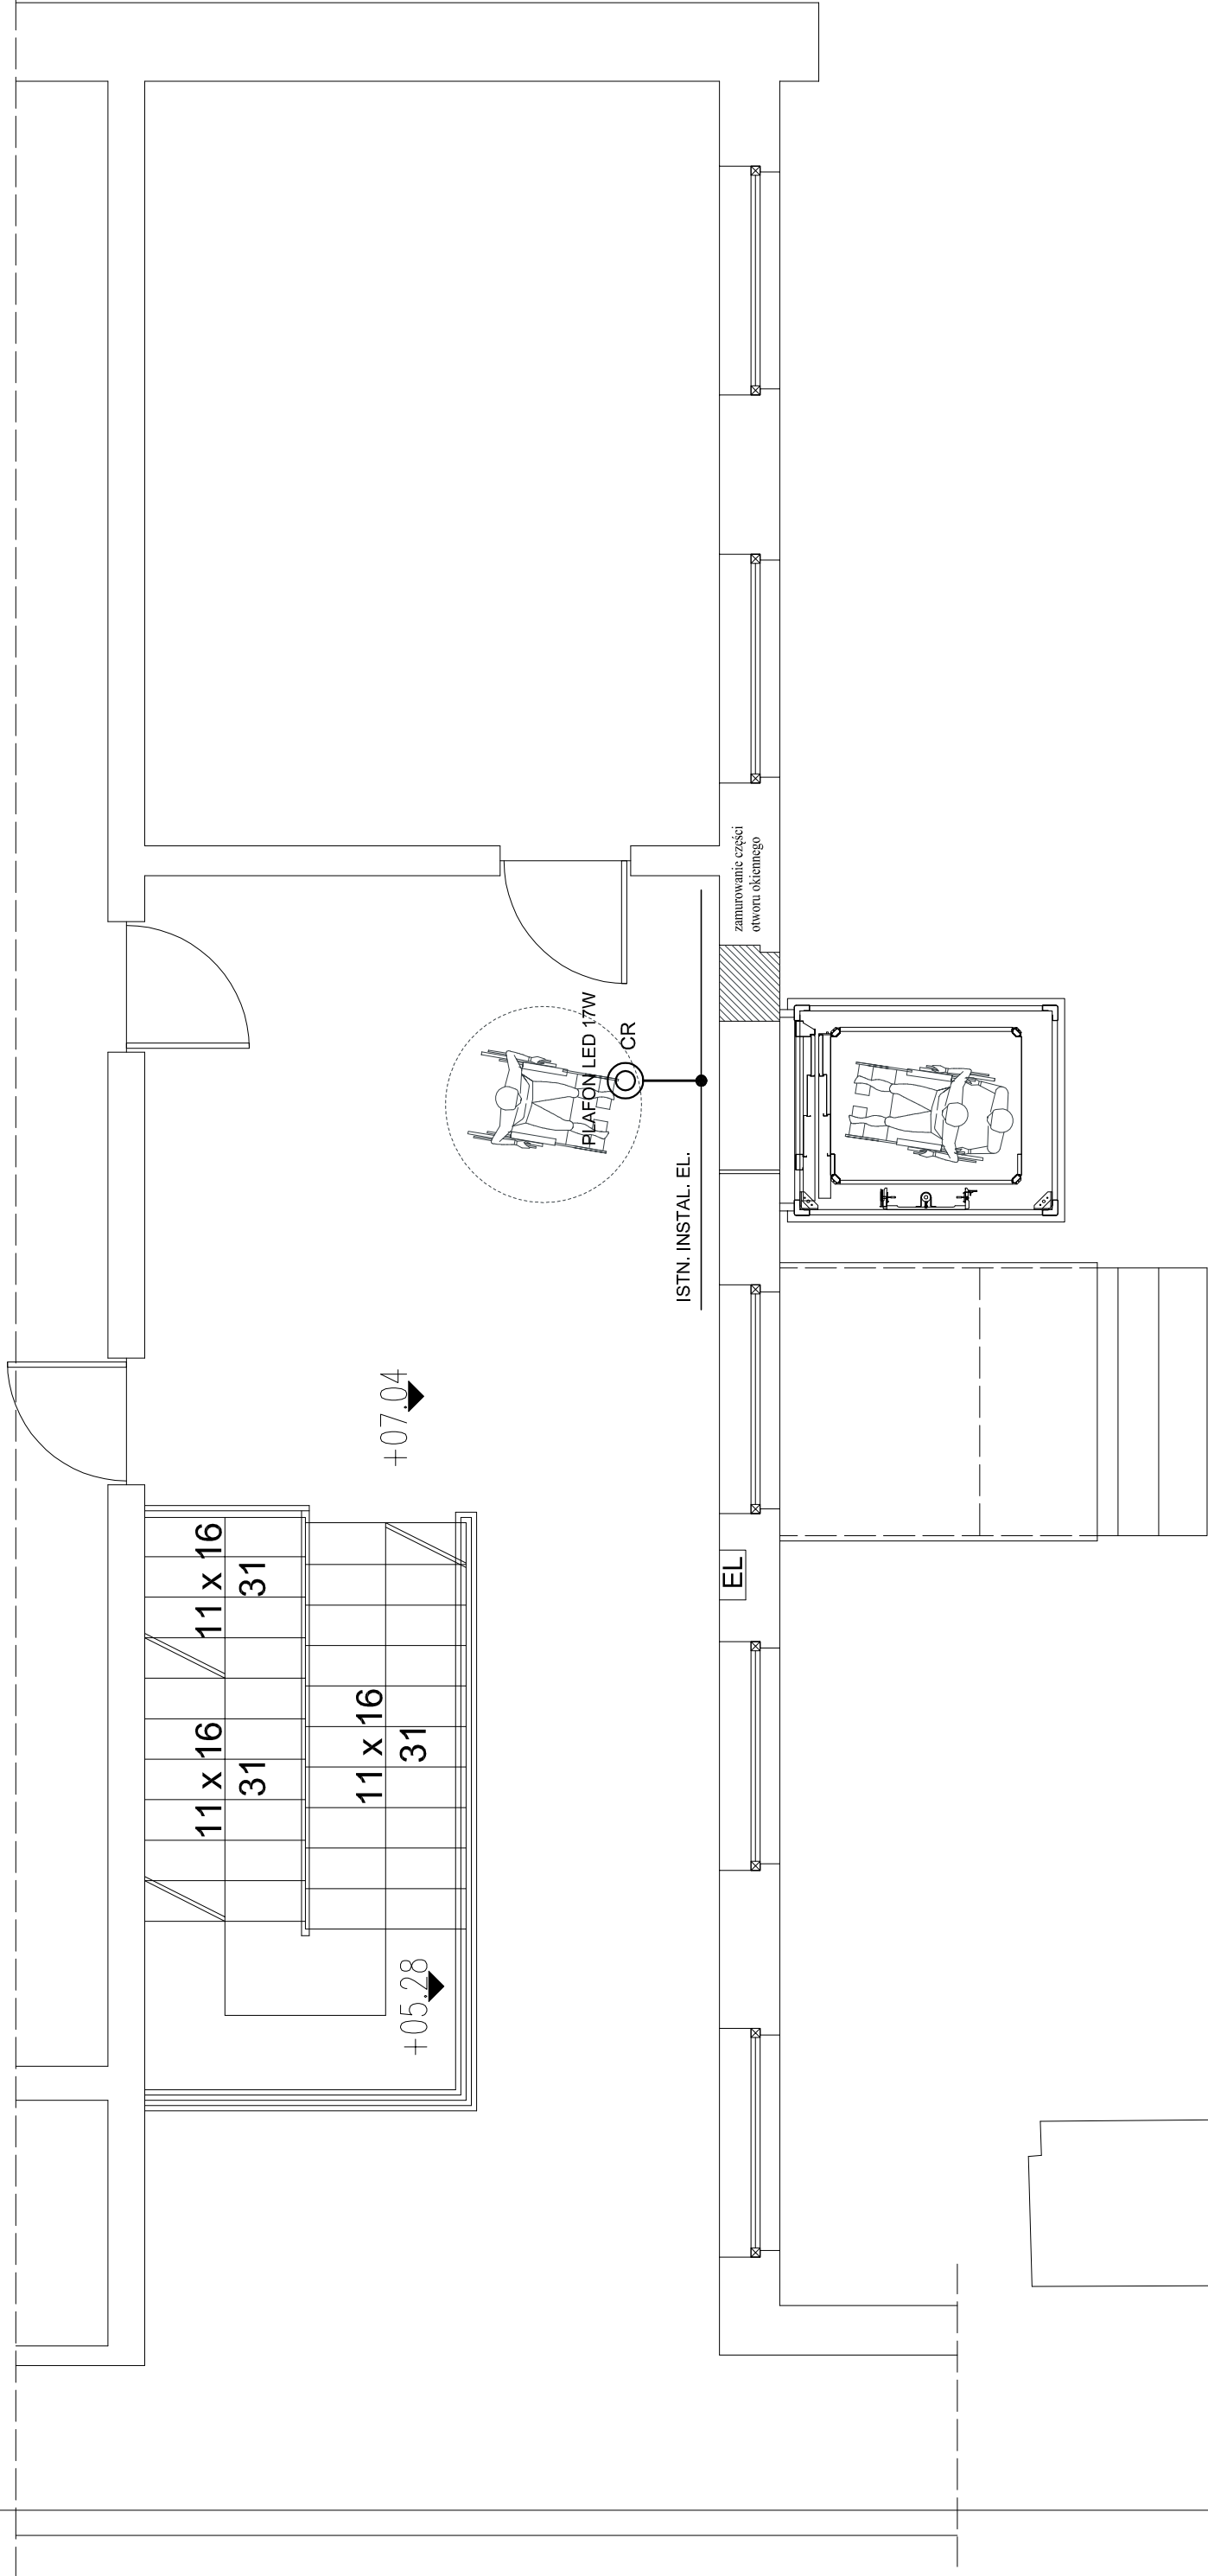 zamurowanie części
otworu okiennego
PLAFON LED 17W
CR
ISTN. INSTAL. EL.
+07.04
11 x 16
31
11 x 16
31
11 x 16
31
EL
+05.28